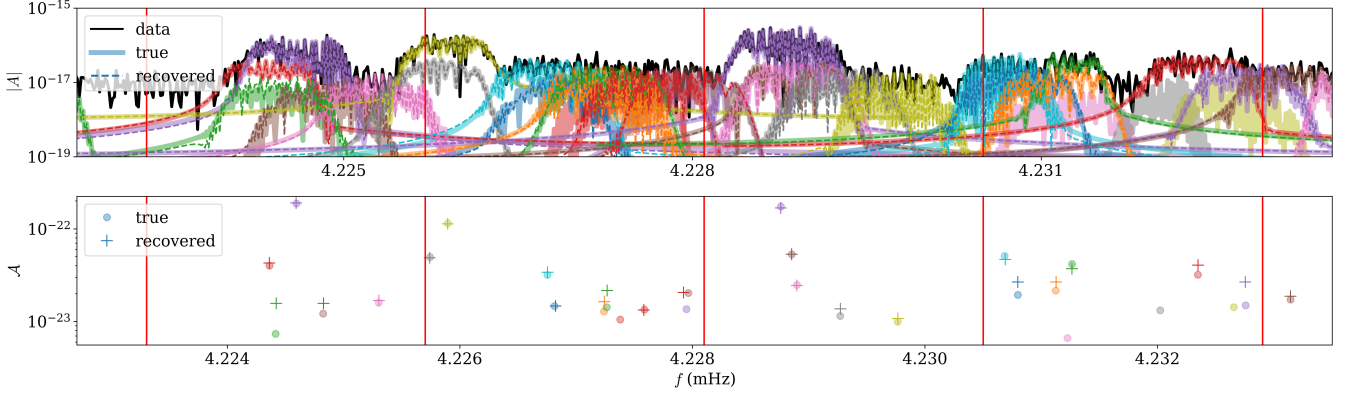 10⁻¹⁵
10⁻¹⁷
10⁻¹⁹
|A|
data
true
recovered
4.225
4.228
4.231
10⁻²²
10⁻²³
𝒜
true
recovered
4.224
4.226
4.228
4.230
4.232
f (mHz)